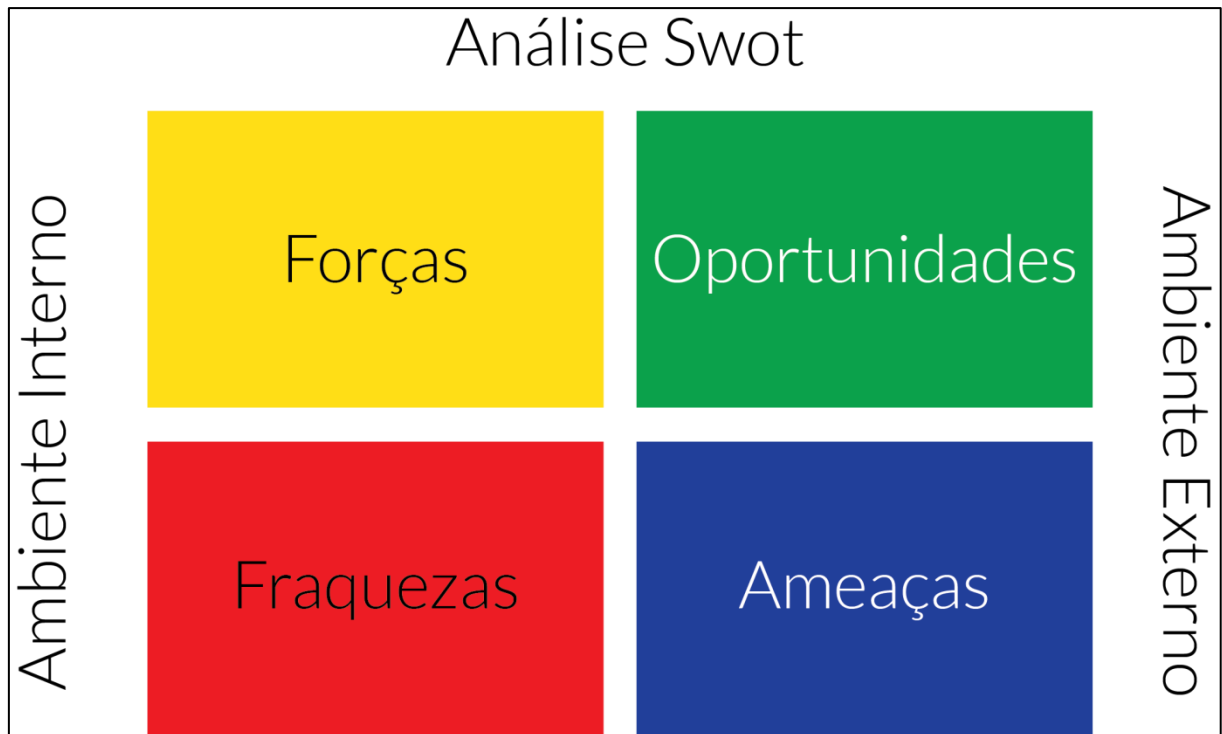 Análise Swot
Ambiente Interno
Forças
Oportunidades
Fraquezas
Ameaças
Ambiente Externo